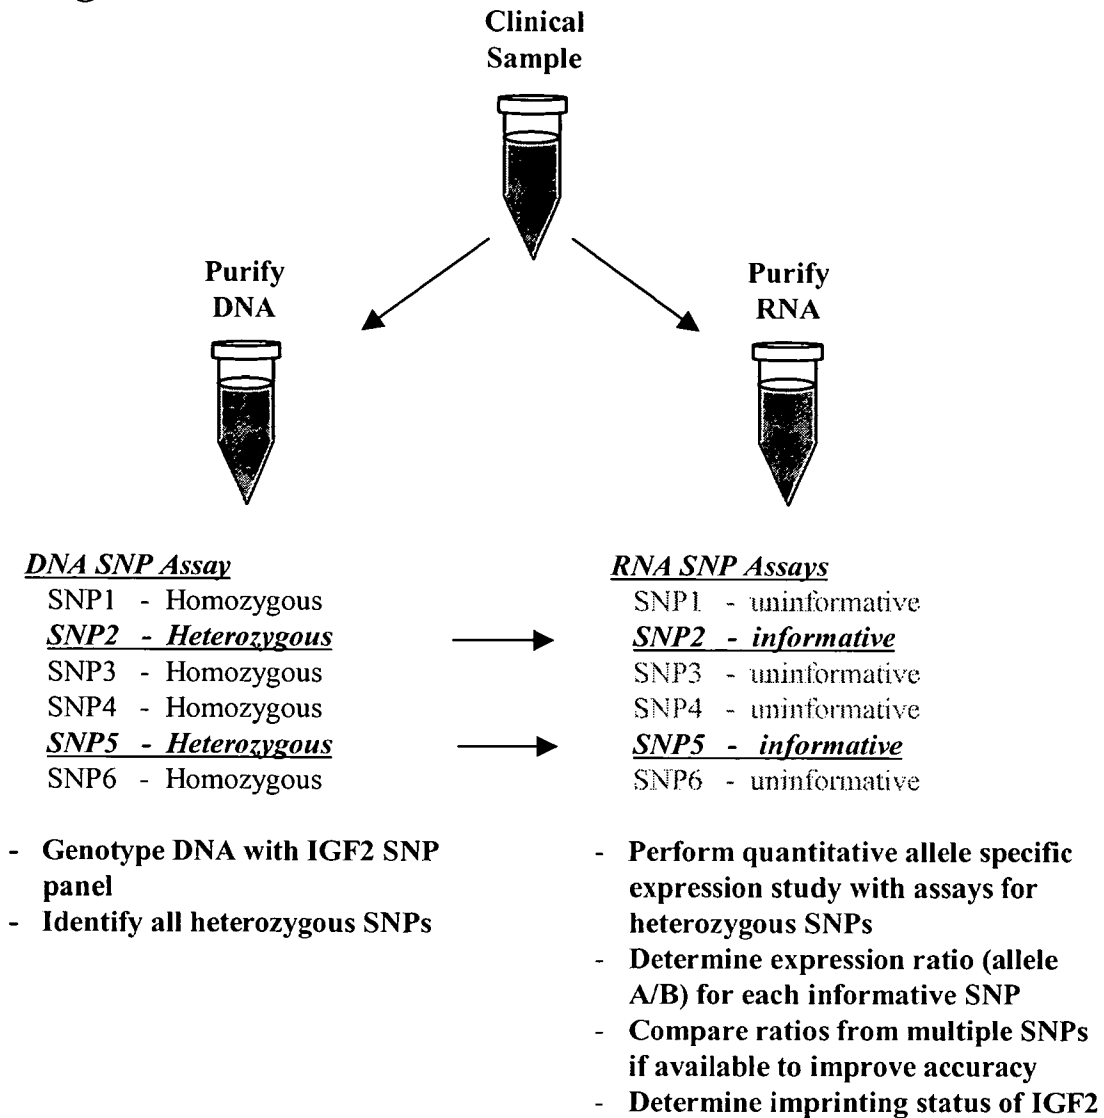 Clinical
Sample
Purify
DNA
Purify
RNA
DNA SNP Assay
SNP1 - Homozygous
SNP2 - Heterozygous
SNP3 - Homozygous
SNP4 - Homozygous
SNP5 - Heterozygous
SNP6 - Homozygous
RNA SNP Assays
SNP1 - uninformative
SNP2 - informative
SNP3 - uninformative
SNP4 - uninformative
SNP5 - informative
SNP6 - uninformative
- Genotype DNA with IGF2 SNP
panel
- Identify all heterozygous SNPs
- Perform quantitative allele specific
expression study with assays for
heterozygous SNPs
- Determine expression ratio (allele
A/B) for each informative SNP
- Compare ratios from multiple SNPs
if available to improve accuracy
- Determine imprinting status of IGF2